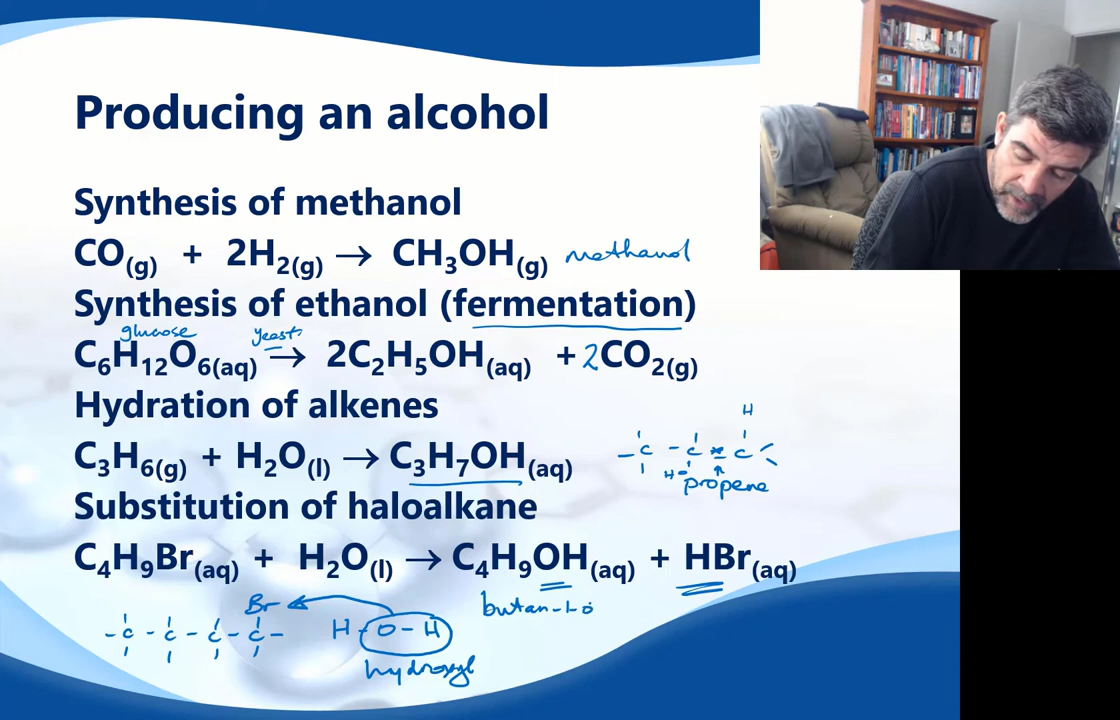 Producing an alcohol
Synthesis of methanol
CO(g) + 2H2(g) → CH3OH(g) methanol
Synthesis of ethanol (fermentation)
glucose yeast
C6H12O6(aq) → 2C2H5OH(aq) + 2CO2(g)
Hydration of alkenes
H
C3H6(g) + H2O(l) → C3H7OH(aq) C - C C
H O propene
Substitution of haloalkane
C4H9Br(aq) + H2O(l) → C4H9OH(aq) + HBr(aq)
Br butan-1-o
- C - C - C - C - H - O - H
hydroxyl